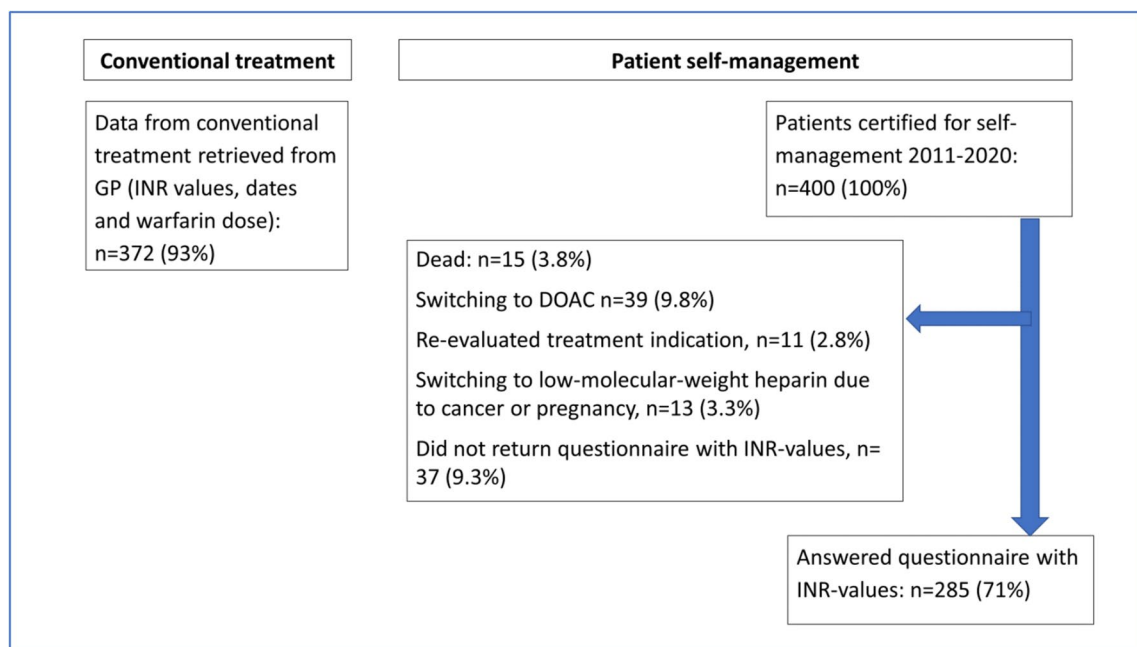 Conventional treatment
Patient self-management
Data from conventional
treatment retrieved from
GP (INR values, dates
and warfarin dose):
n=372 (93%)
Patients certified for self-
management 2011-2020:
n=400 (100%)
Dead: n=15 (3.8%)
Switching to DOAC n=39 (9.8%)
Re-evaluated treatment indication, n=11 (2.8%)
Switching to low-molecular-weight heparin due
to cancer or pregnancy, n=13 (3.3%)
Did not return questionnaire with INR-values, n=
37 (9.3%)
Answered questionnaire with
INR-values: n=285 (71%)